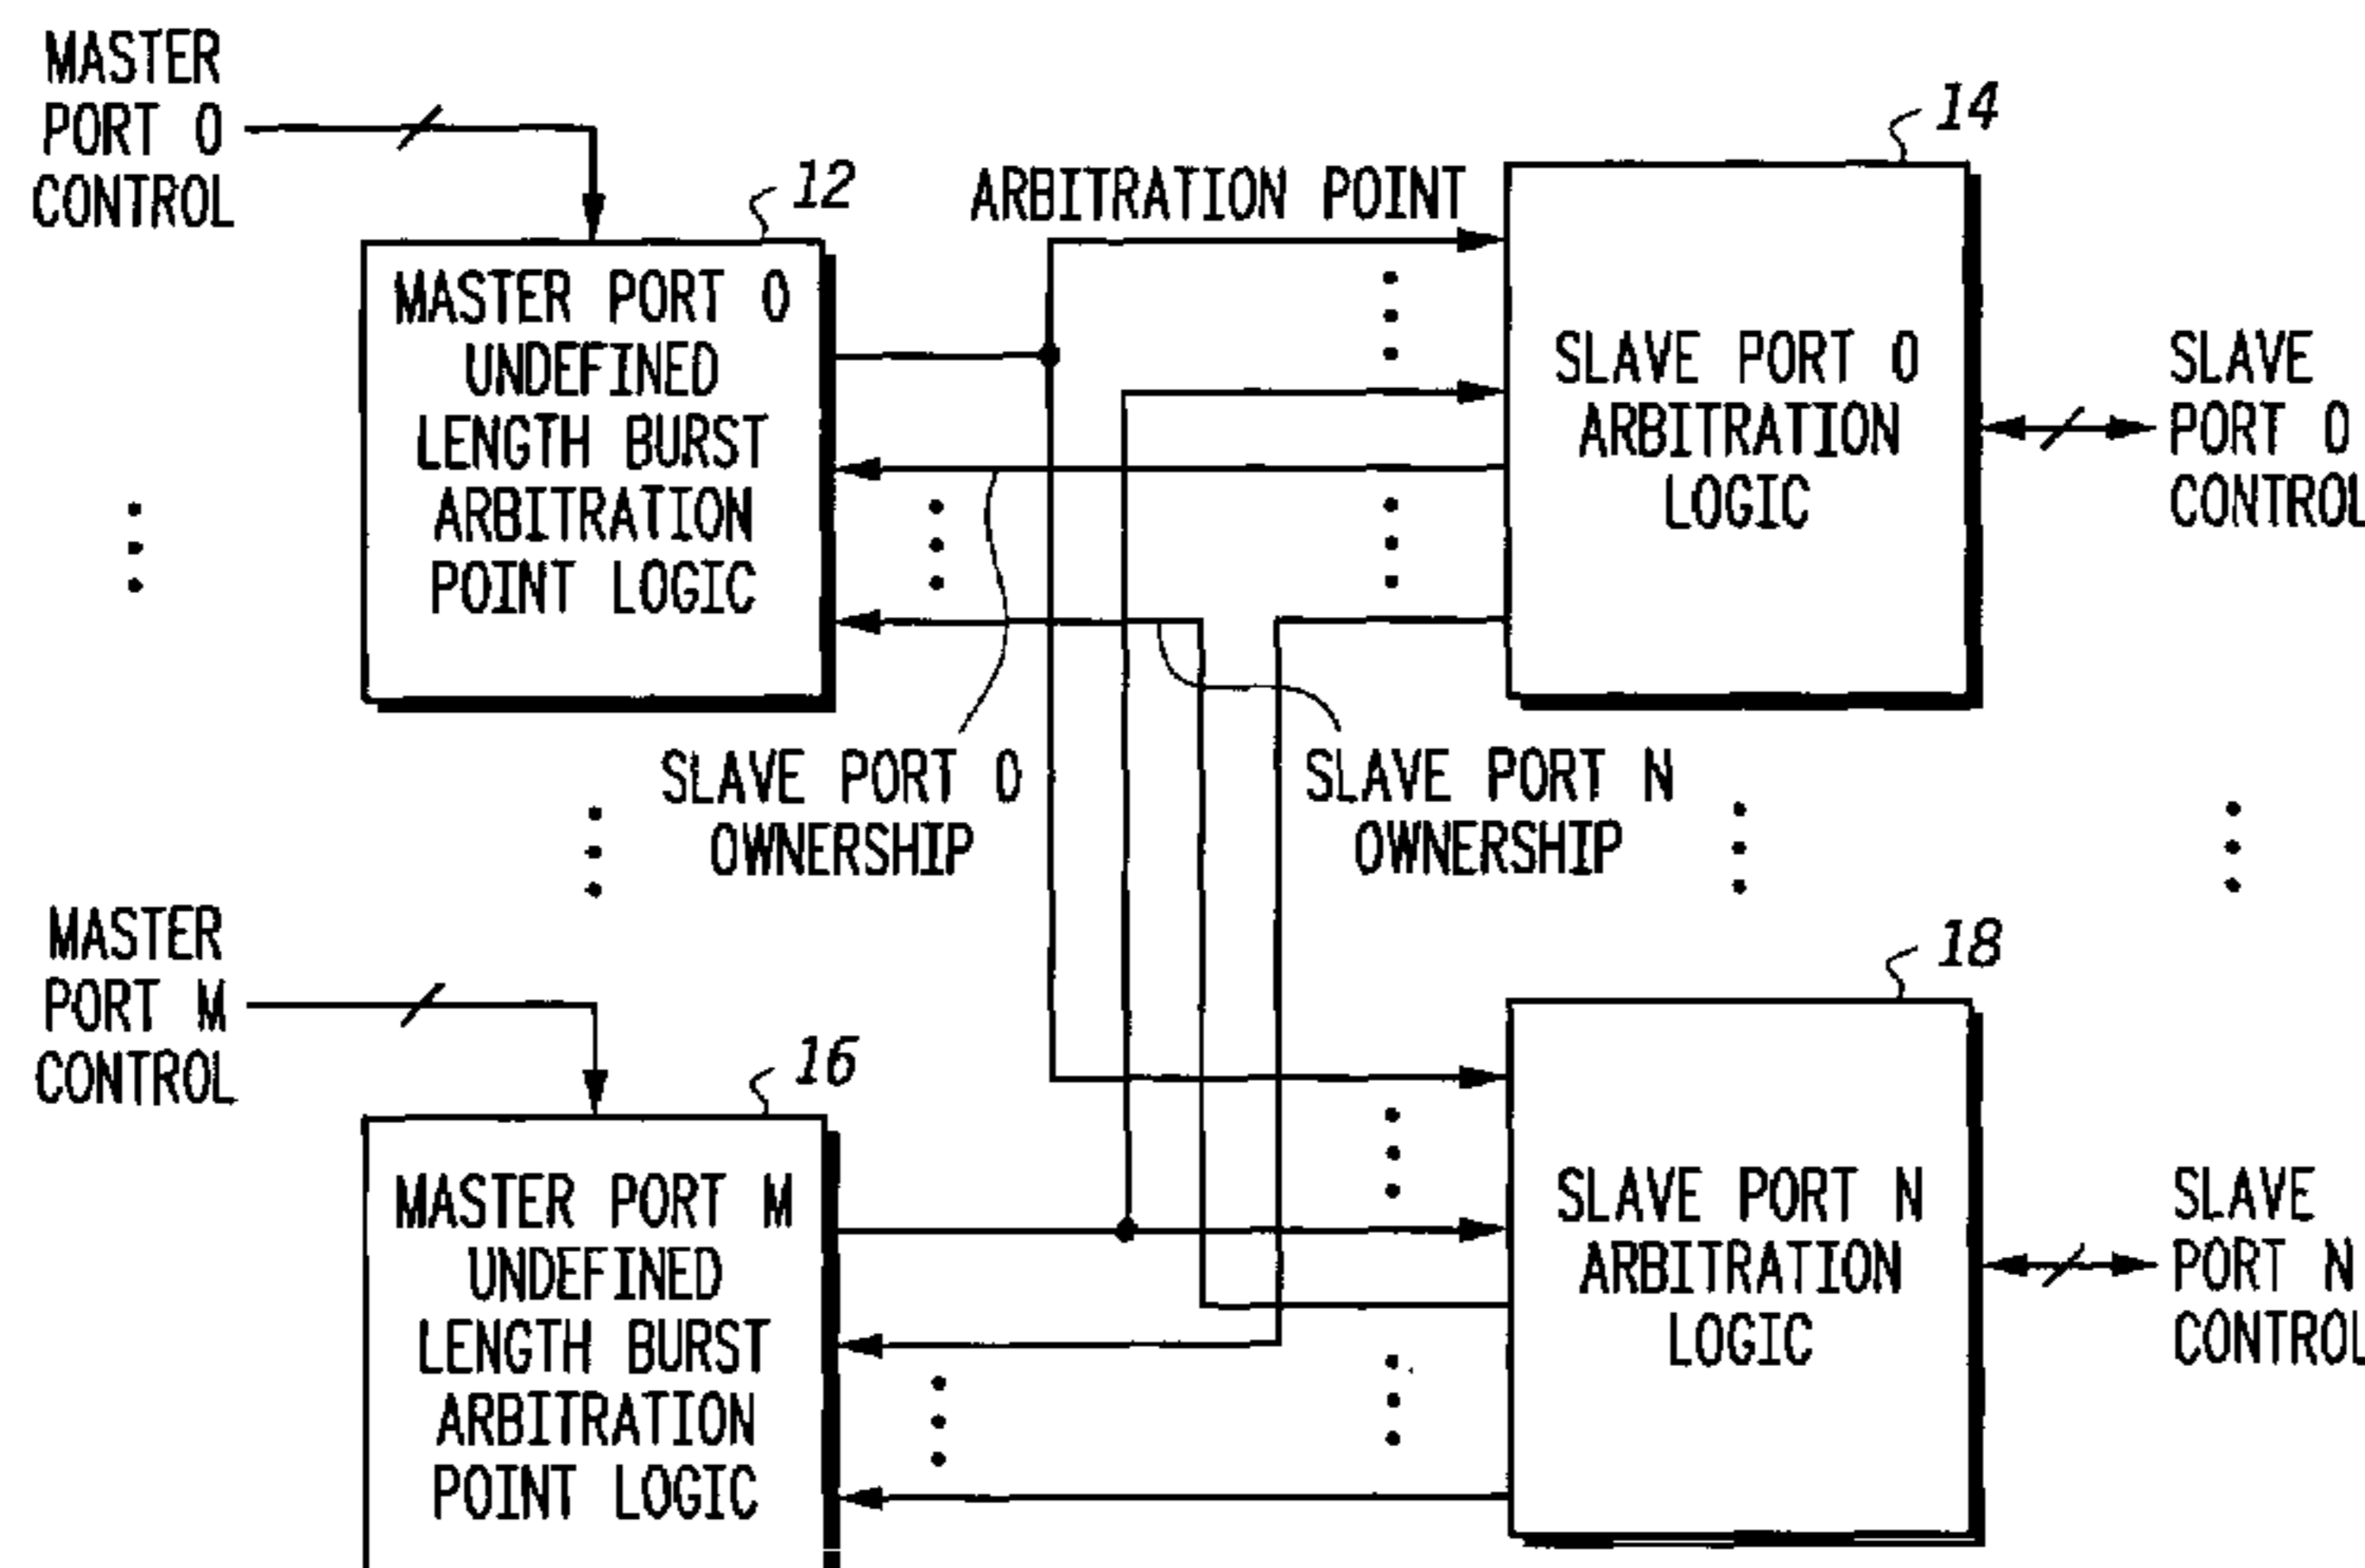 MASTER
PORT 0
CONTROL
12
14
ARBITRATION POINT
MASTER PORT 0
UNDEFINED
LENGTH BURST
ARBITRATION
POINT LOGIC
SLAVE PORT 0
ARBITRATION
LOGIC
SLAVE
PORT 0
CONTROL
SLAVE PORT 0
OWNERSHIP
SLAVE PORT N
OWNERSHIP
MASTER
PORT M
CONTROL
16
18
MASTER PORT M
UNDEFINED
LENGTH BURST
ARBITRATION
POINT LOGIC
SLAVE PORT N
ARBITRATION
LOGIC
SLAVE
PORT N
CONTROL